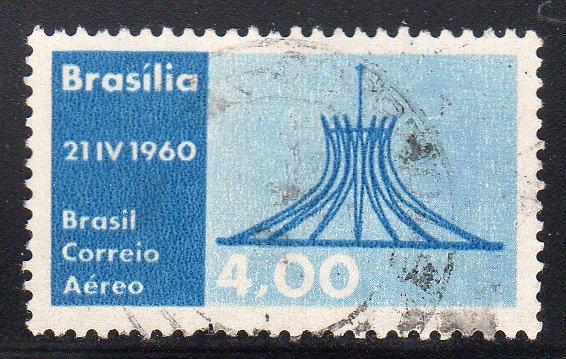 Brasília
21 IV 1960
Brasil
Correio
Aéreo
4,00